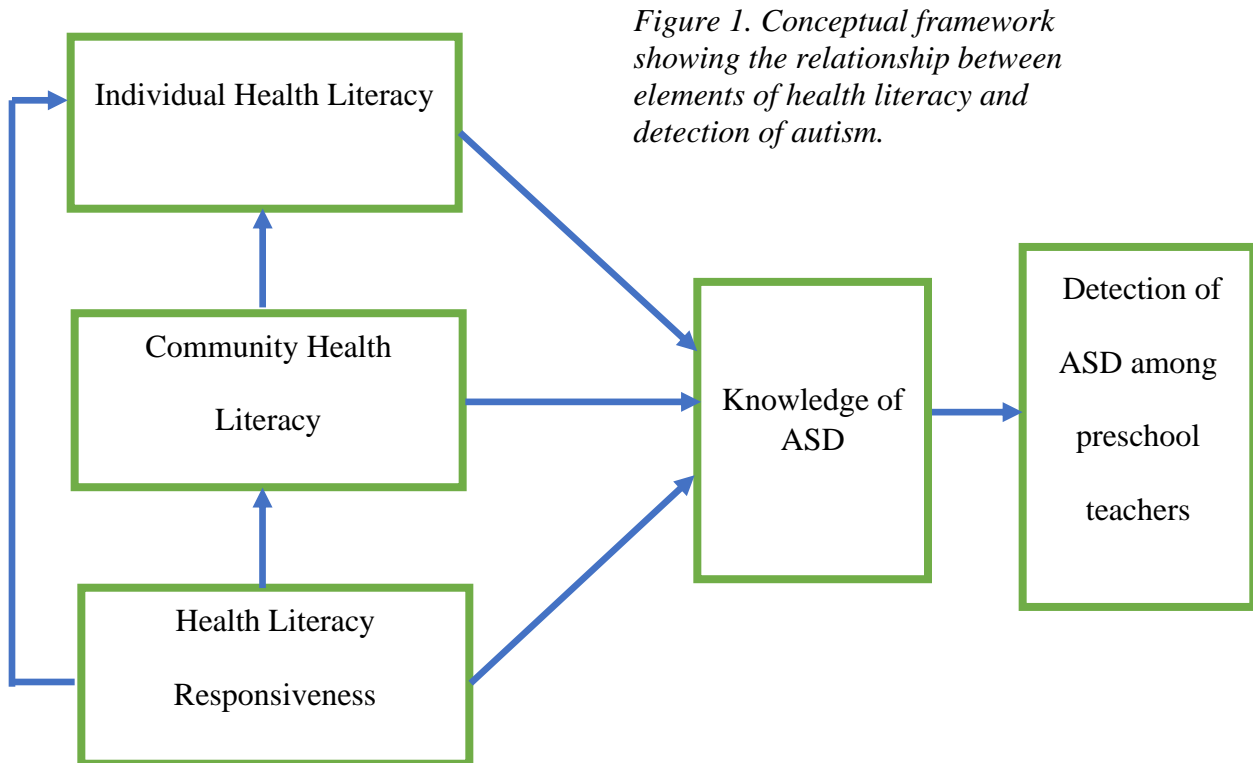 Figure 1. Conceptual framework
showing the relationship between
elements of health literacy and
detection of autism.
Individual Health Literacy
Community Health
Literacy
Health Literacy
Responsiveness
Knowledge of
ASD
Detection of
ASD among
preschool
teachers